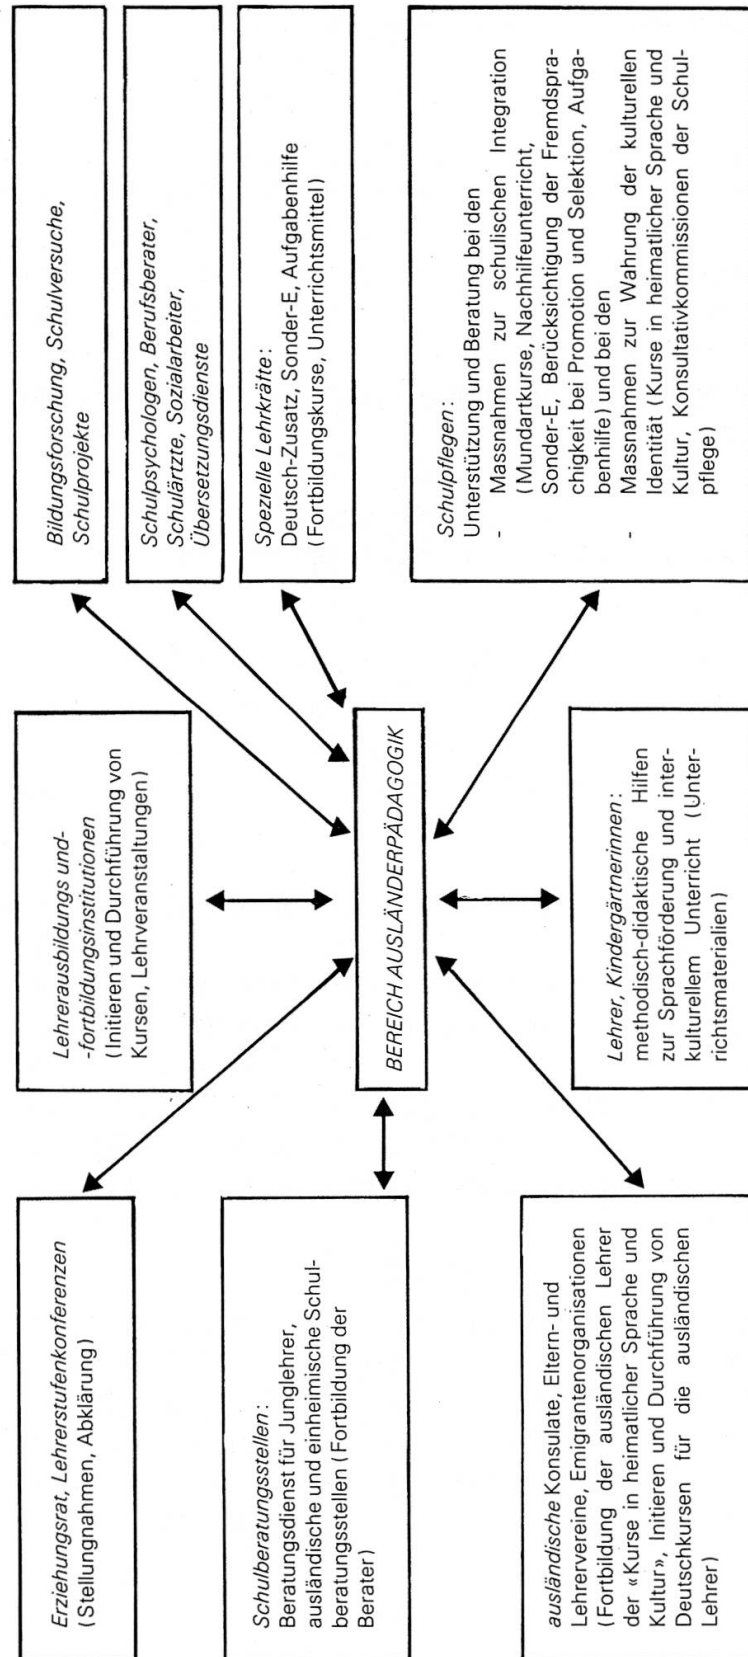 Erziehungsrat, Lehrerstufenkonferenzen
(Stellungnahmen, Abklärung)
Lehrerausbildungs und-
-fortbildungsinstitutionen
(Initieren und Durchführung von
Kursen, Lehrveranstaltungen)
Bildungsforschung, Schulversuche,
Schulprojekte
Schulpsychologen, Berufsberater,
Schulärtzte, Sozialarbeiter,
Übersetzungsdienste
Spezielle Lehrkräfte:
Deutsch-Zusatz, Sonder-E, Aufgabenhilfe
(Fortbildungskurse, Unterrichtsmittel)
Schulberatungsstellen:
Beratungsdienst für Junglehrer,
ausländische und einheimische Schul-
beratungsstellen (Fortbildung der
Berater)
BEREICH AUSLÄNDERPÄDAGOGIK
ausländische Konsulate, Eltern- und
Lehrervereine, Emigrantenorganisationen
(Fortbildung der ausländischen Lehrer
der «Kurse in heimatlicher Sprache und
Kultur», Initieren und Durchführung von
Deutschkursen für die ausländischen
Lehrer)
Lehrer, Kindergärtnerinnen:
methodisch-didaktische Hilfen
zur Sprachförderung und inter-
kulturellem Unterricht (Unter-
richtsmaterialien)
Schulpflegen:
Unterstützung und Beratung bei den
- Massnahmen zur schulischen Integration
(Mundartkurse, Nachhilfeunterricht,
Sonder-E, Berücksichtigung der Fremdspra-
chigkeit bei Promotion und Selektion, Aufga-
benhilfe) und bei den
- Massnahmen zur Wahrung der kulturellen
Identität (Kurse in heimatlicher Sprache und
Kultur, Konsultativkommissionen der Schul-
pflege)